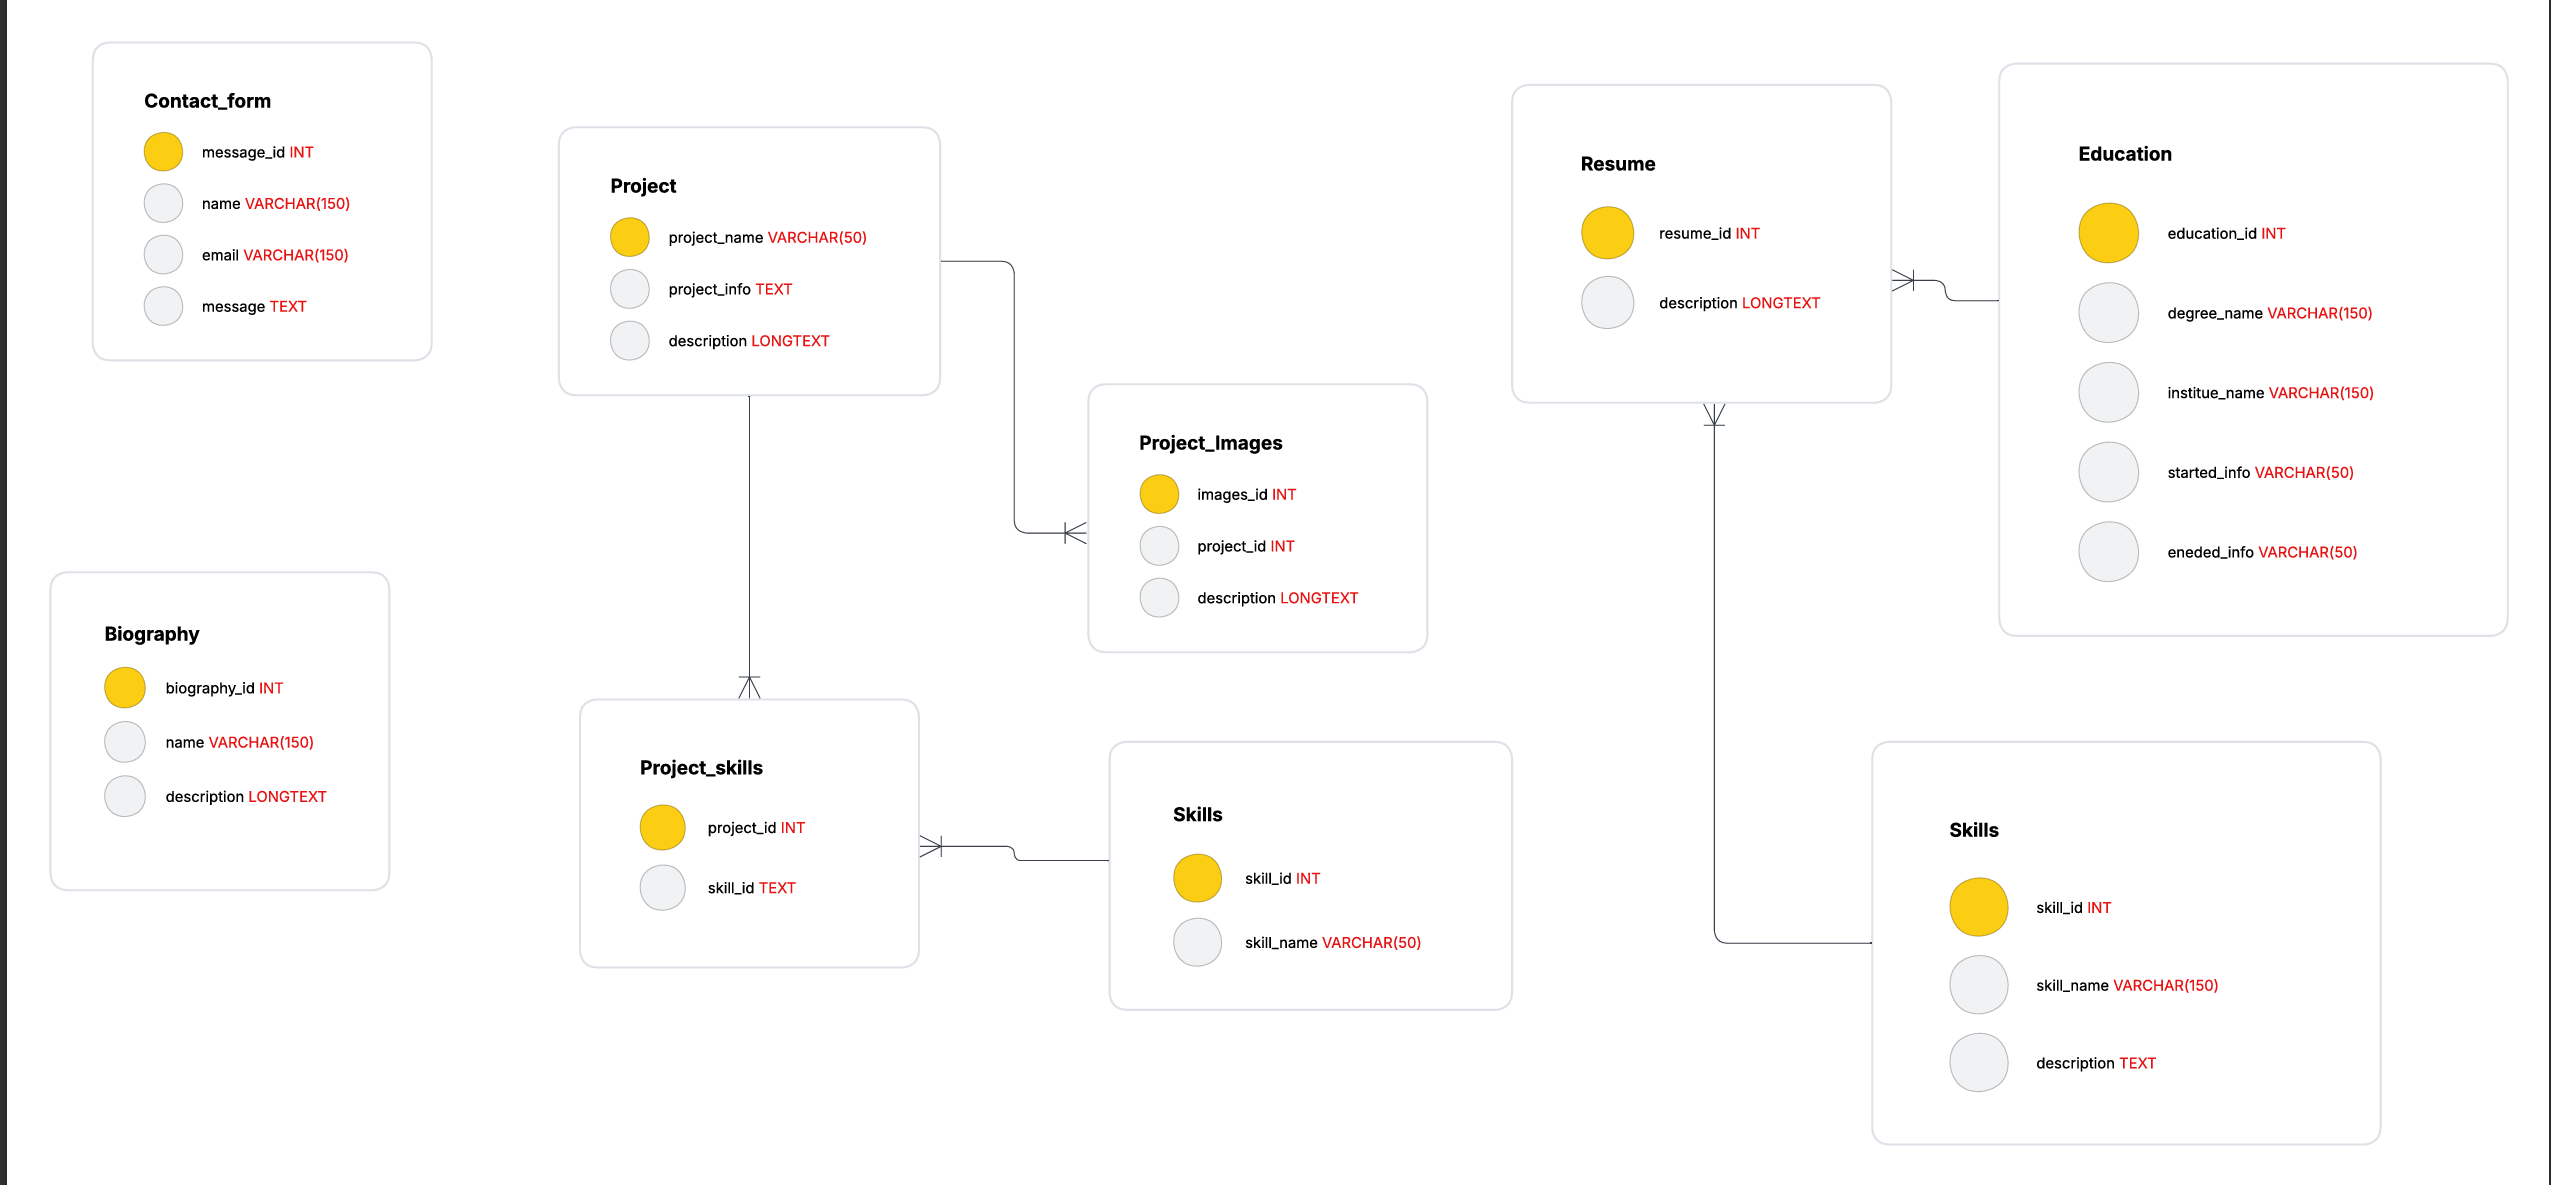 Contact_form
message_id INT
name VARCHAR(150)
email VARCHAR(150)
message TEXT
Project
project_name VARCHAR(50)
project_info TEXT
description LONGTEXT
Resume
resume_id INT
description LONGTEXT
Education
education_id INT
degree_name VARCHAR(150)
institue_name VARCHAR(150)
started_info VARCHAR(50)
eneded_info VARCHAR(50)
Project_Images
images_id INT
project_id INT
description LONGTEXT
Biography
biography_id INT
name VARCHAR(150)
description LONGTEXT
Project_skills
project_id INT
skill_id TEXT
Skills
skill_id INT
skill_name VARCHAR(50)
Skills
skill_id INT
skill_name VARCHAR(150)
description TEXT